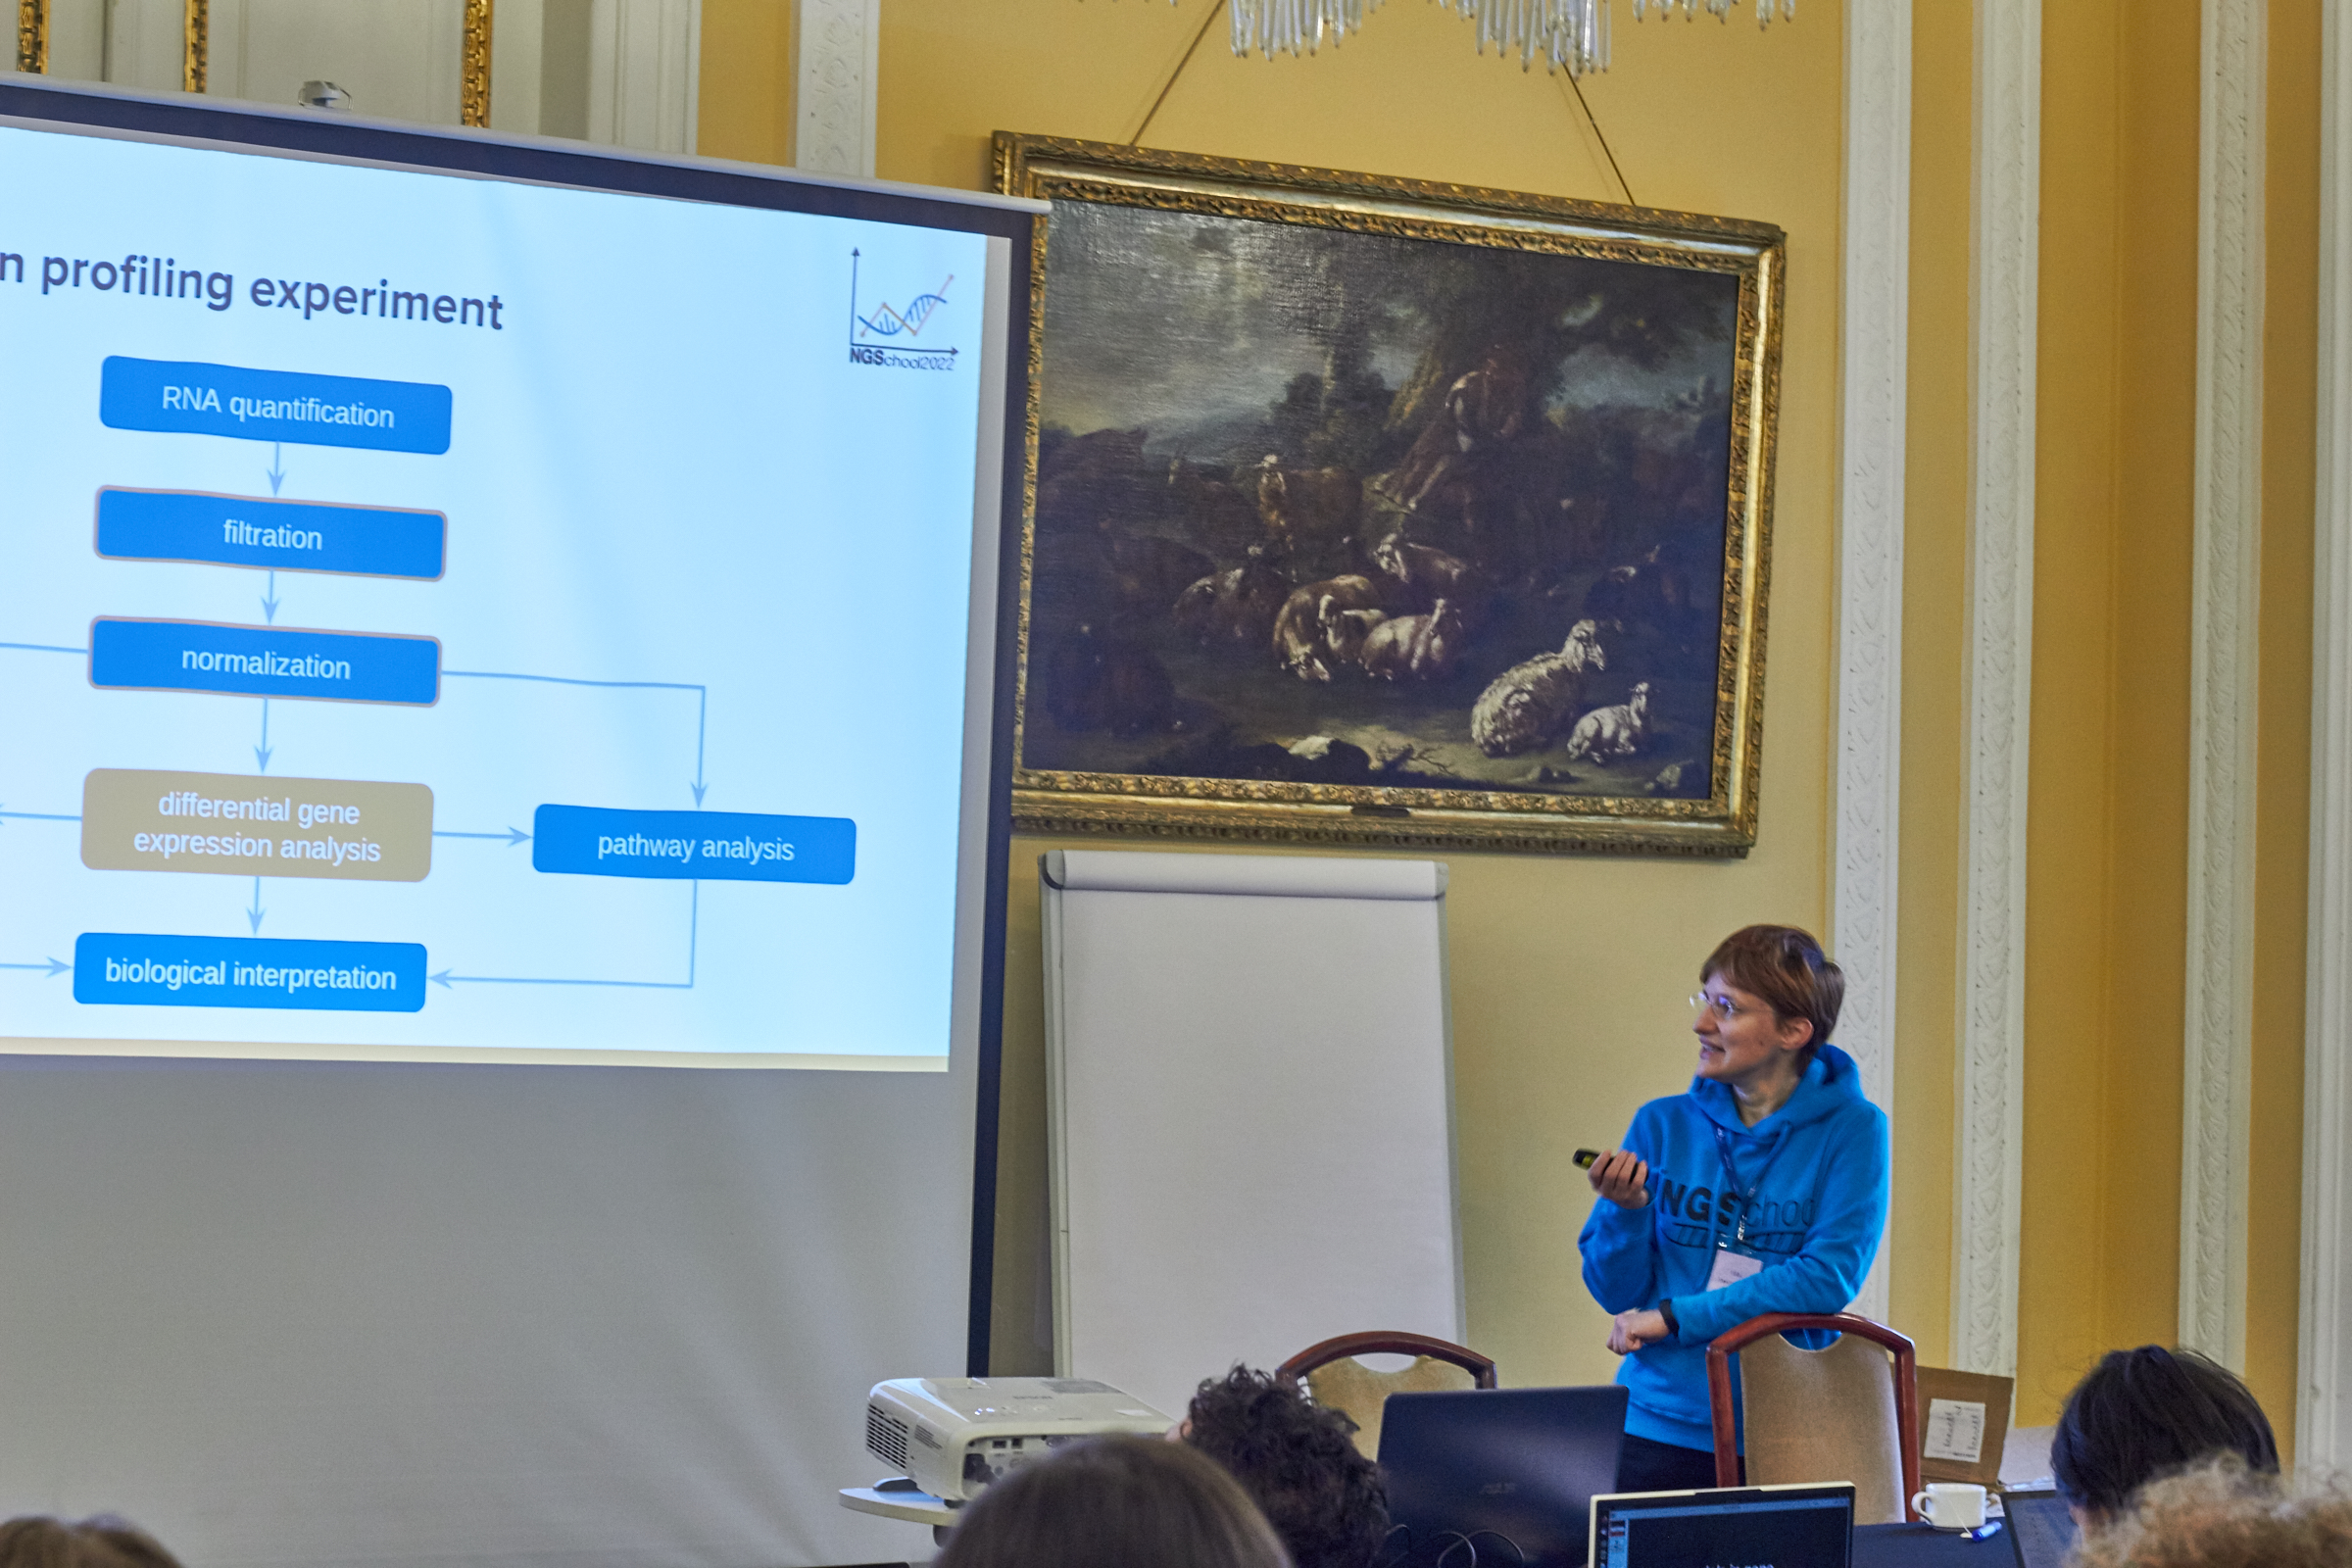 n profiling experiment
NGSchool2022
RNA quantification
filtration
normalization
differential gene
expression analysis
pathway analysis
biological interpretation
NGSchool